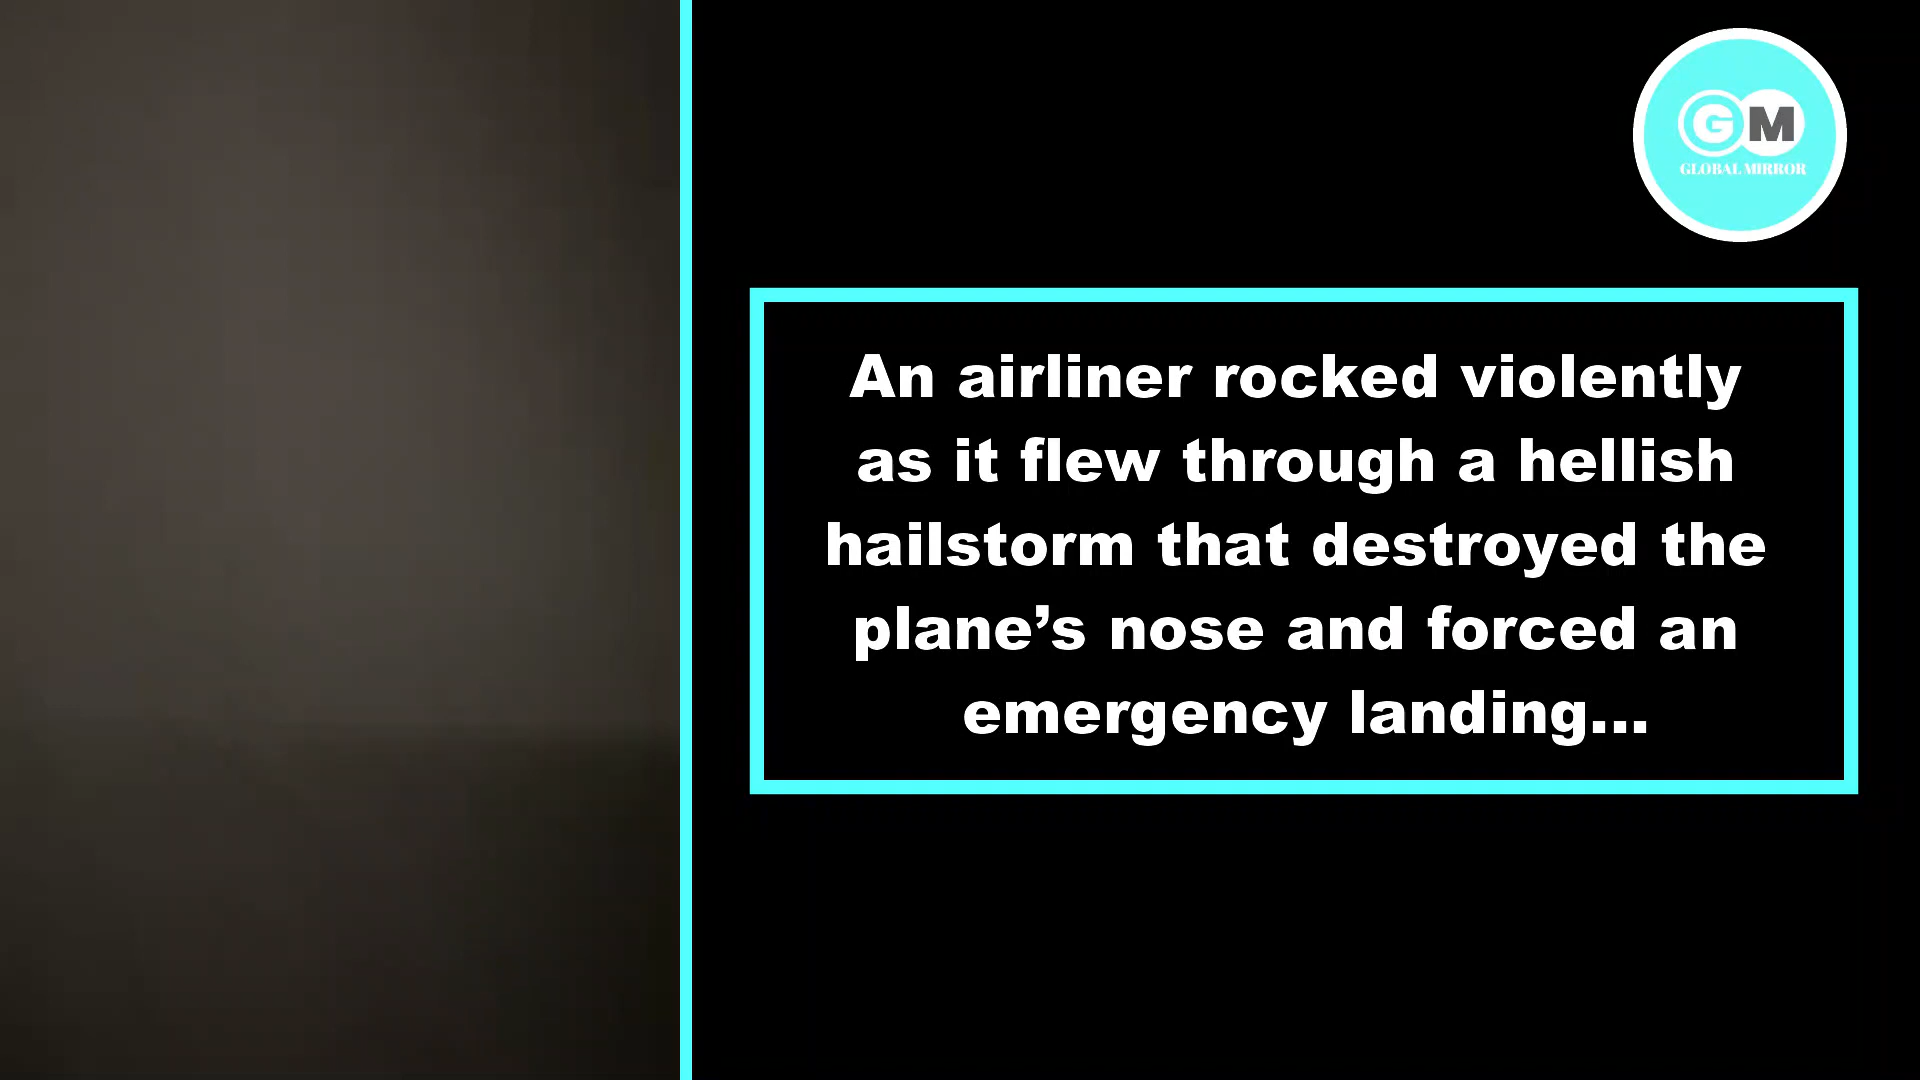 GM
GLOBAL MIRROR
An airliner rocked violently
as it flew through a hellish
hailstorm that destroyed the
plane’s nose and forced an
emergency landing...